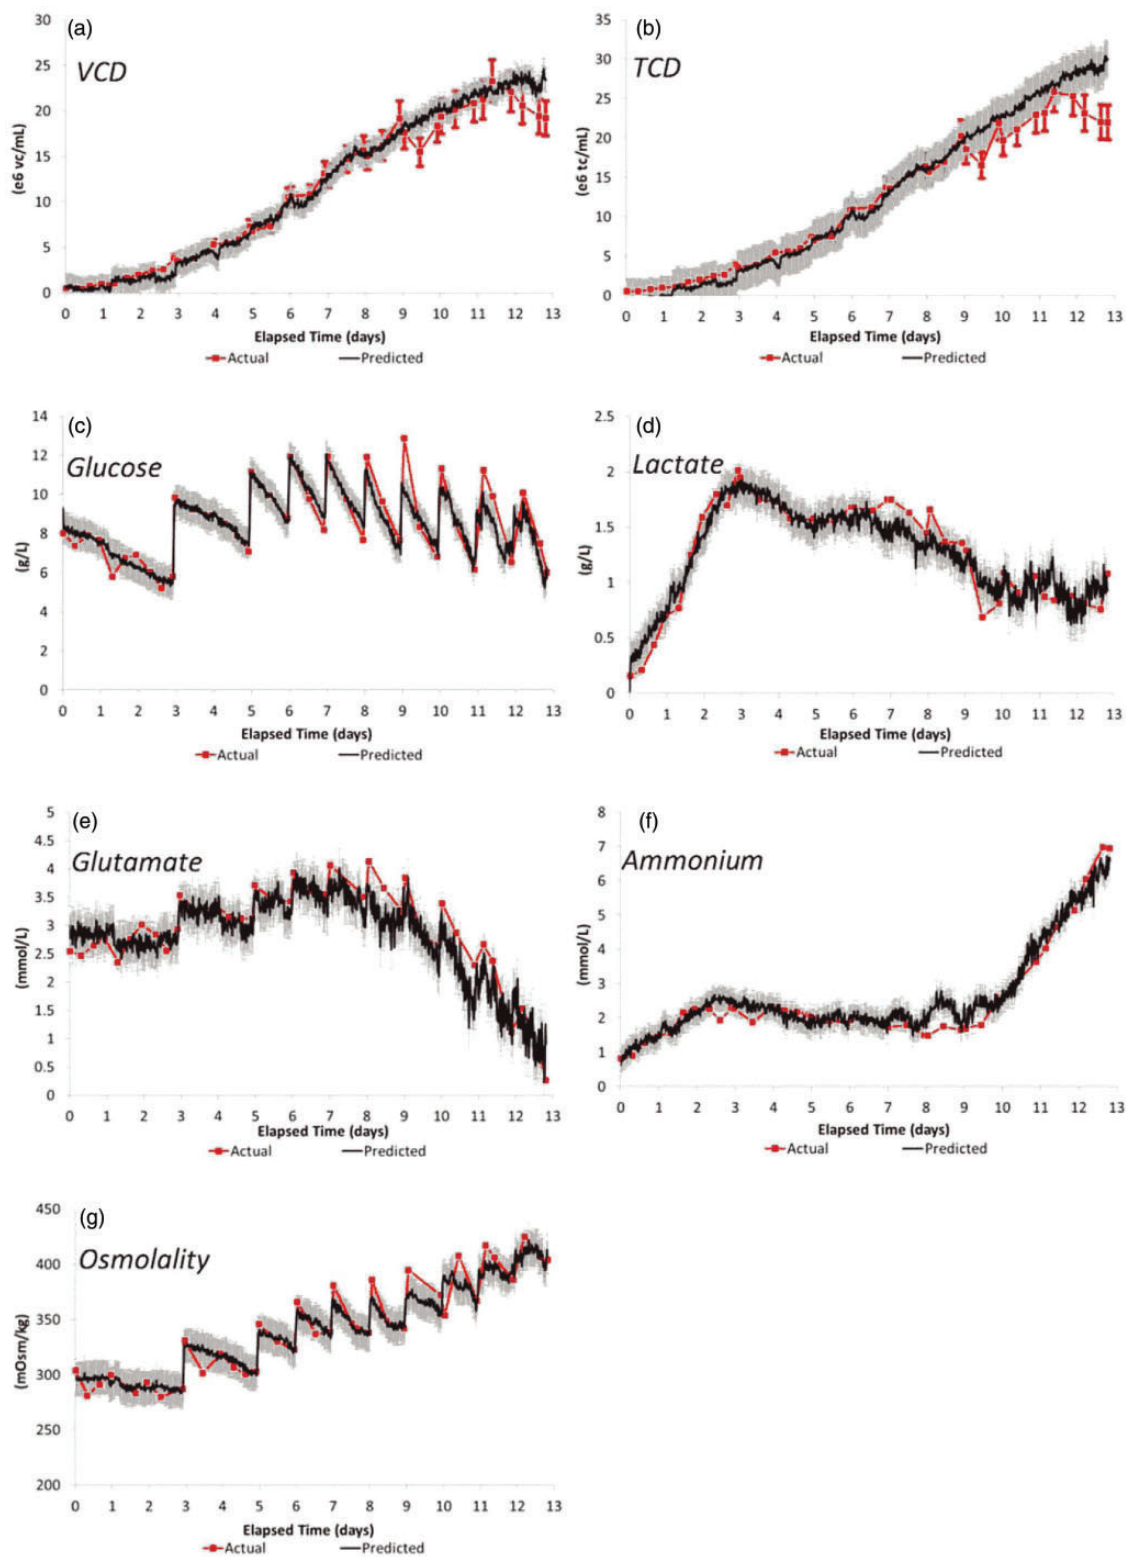 (a)
VCD
(e6 vc/mL)
30
25
20
15
10
5
0
0 1 2 3 4 5 6 7 8 9 10 11 12 13
Elapsed Time (days)
Actual Predicted
(b)
TCD
(e6 tc/mL)
35
30
25
20
15
10
5
0
0 1 2 3 4 5 6 7 8 9 10 11 12 13
Elapsed Time (days)
Actual Predicted
(c)
Glucose
(g/L)
14
12
10
8
6
4
2
0
0 1 2 3 4 5 6 7 8 9 10 11 12 13
Elapsed Time (days)
Actual Predicted
(d)
Lactate
(g/L)
2.5
2
1.5
1
0.5
0
0 1 2 3 4 5 6 7 8 9 10 11 12 13
Elapsed Time (days)
Actual Predicted
(e)
Glutamate
(mmol/L)
5
4.5
4
3.5
3
2.5
2
1.5
1
0.5
0
0 1 2 3 4 5 6 7 8 9 10 11 12 13
Elapsed Time (days)
Actual Predicted
(f)
Ammonium
(mmol/L)
8
7
6
5
4
3
2
1
0
0 1 2 3 4 5 6 7 8 9 10 11 12 13
Elapsed Time (days)
Actual Predicted
(g)
Osmolality
(mOsm/kg)
450
400
350
300
250
200
0 1 2 3 4 5 6 7 8 9 10 11 12 13
Elapsed Time (days)
Actual Predicted